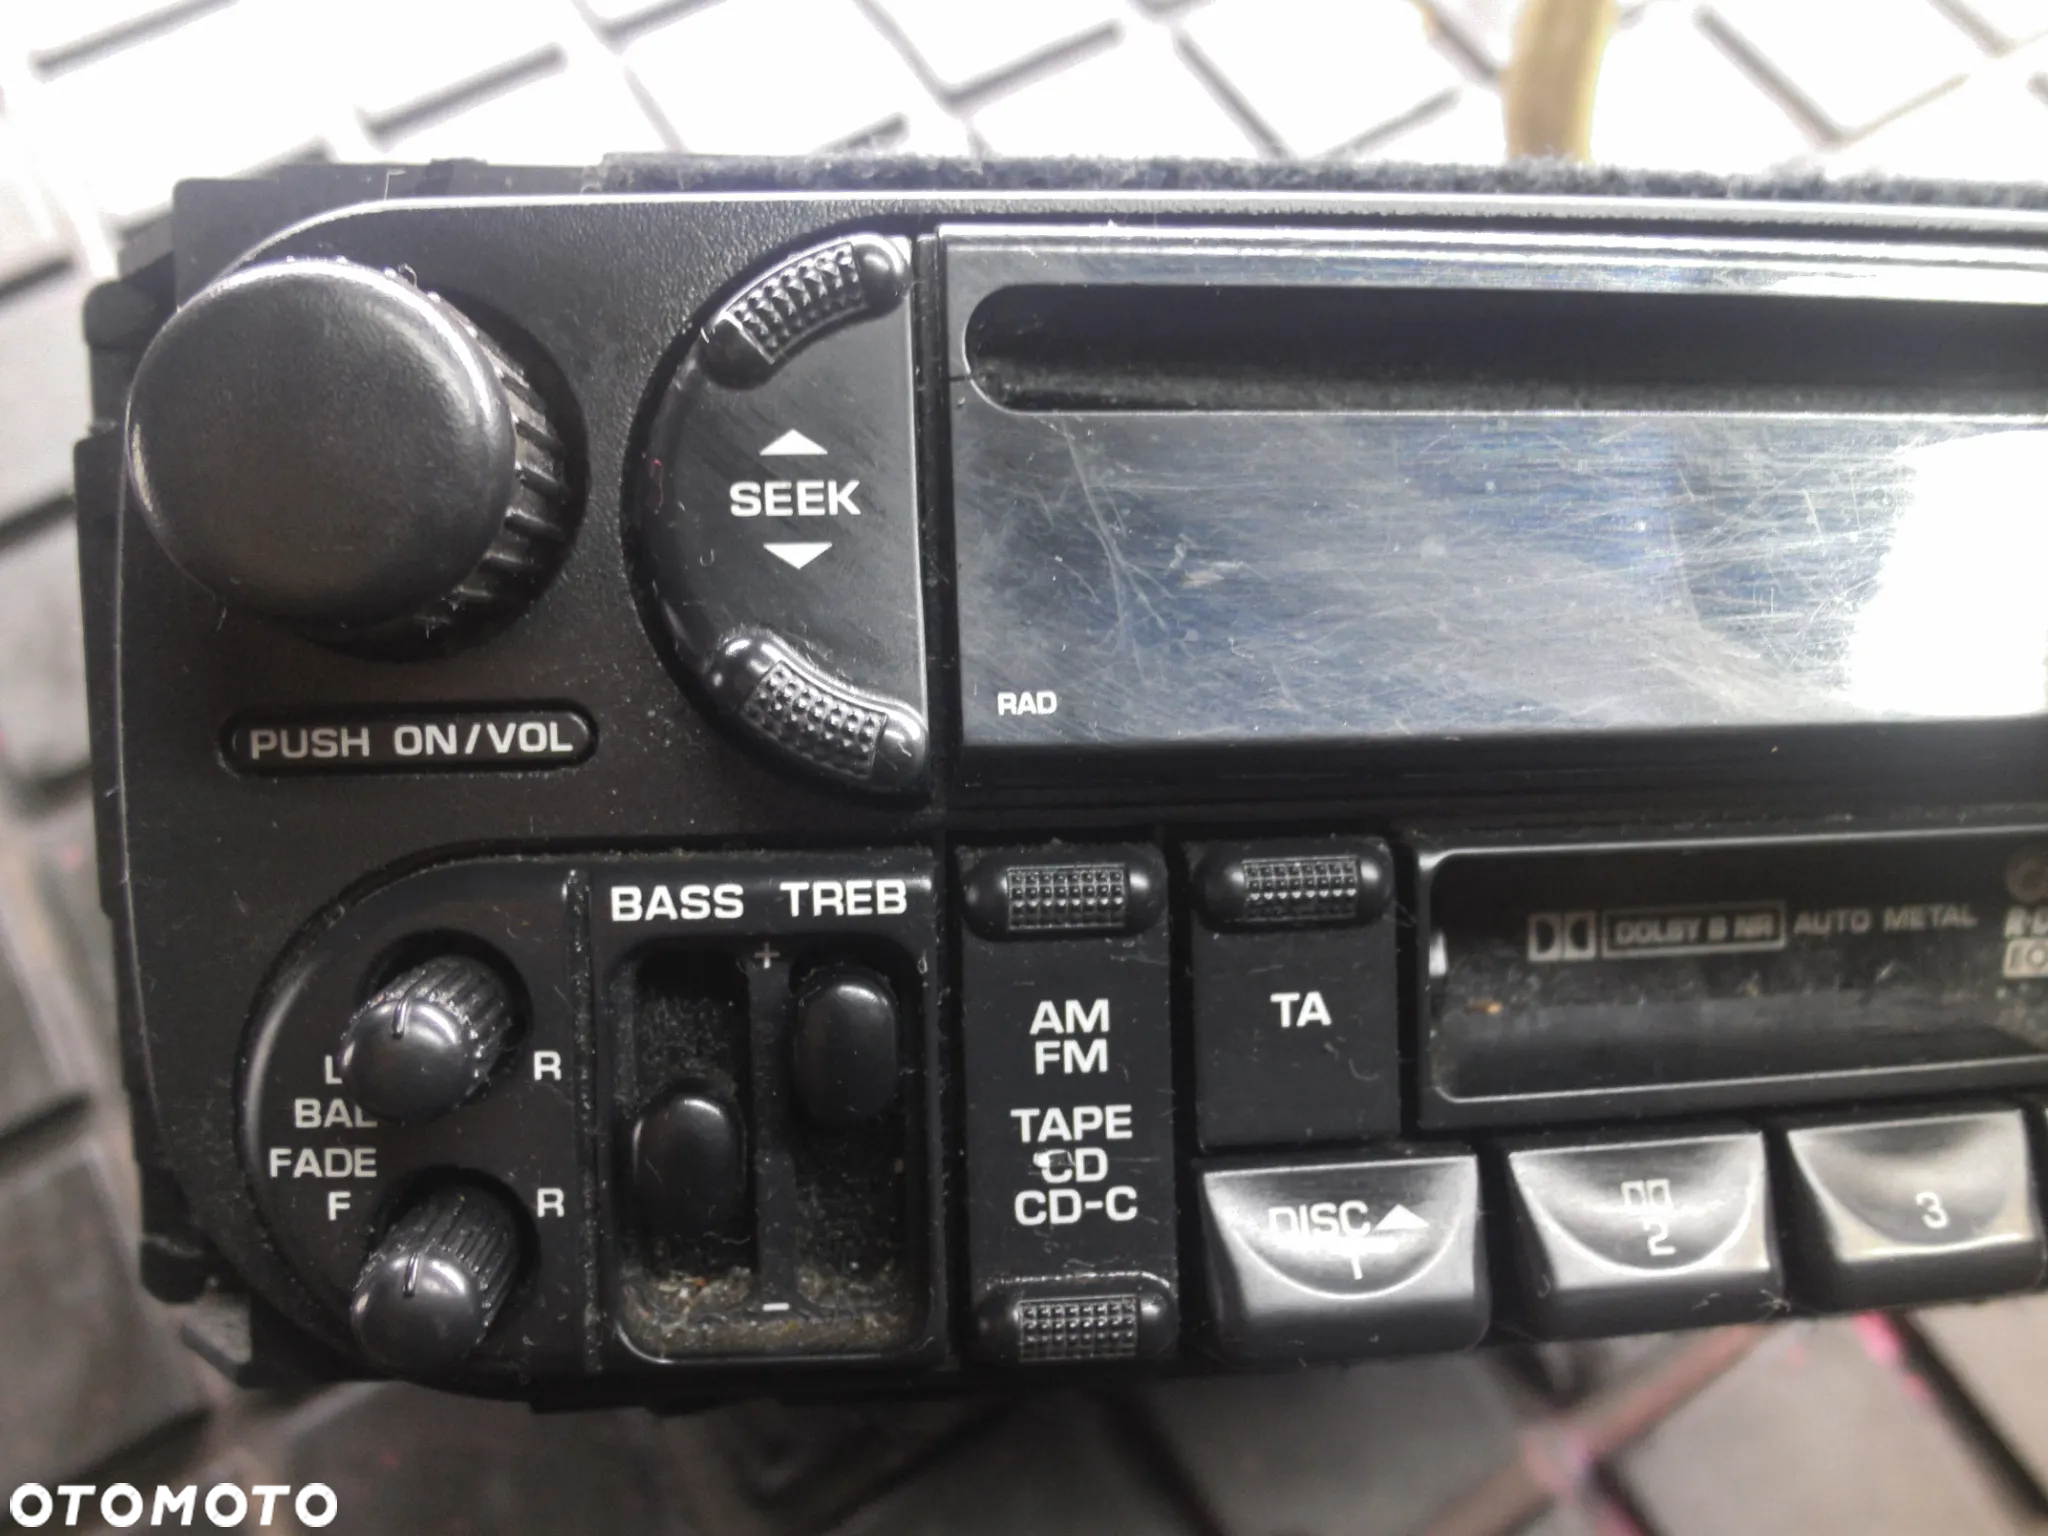 SEEK
RAD
PUSH ON/VOL
BASS TREB
+
-
L R
BAL
FADE
F R
AM
FM
TAPE
CD
CD-C
TA
DOLBY B NR AUTO METAL
DISC
1
2
3
OTOMOTO